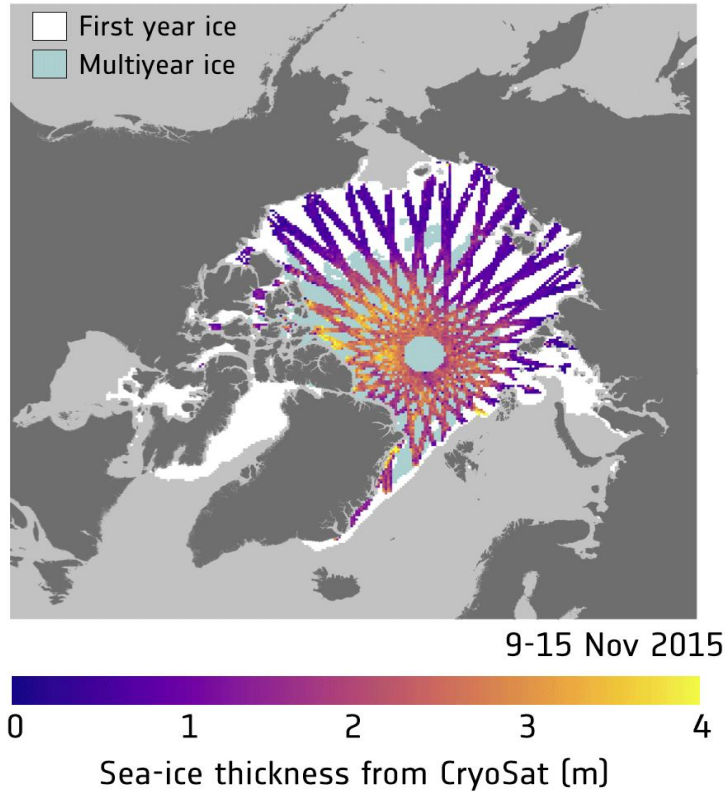 First year ice
Multiyear ice
9-15 Nov 2015
0 1 2 3 4
Sea-ice thickness from CryoSat (m)